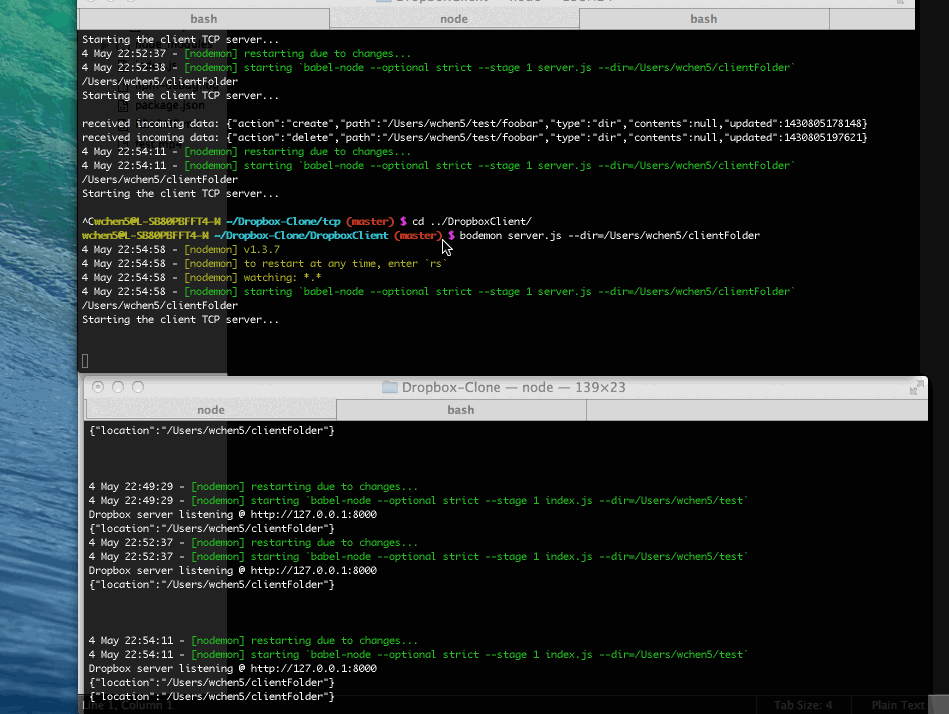 bash node bash
Starting the client TCP server...
4 May 22:52:37 - [nodemon] restarting due to changes...
4 May 22:52:38 - [nodemon] starting `babel-node --optional strict --stage 1 server.js --dir=/Users/wchen5/clientFolder`
/Users/wchen5/clientFolder
Starting the client TCP server...
package.json
received incoming data: {"action":"create","path":"/Users/wchen5/test/foobar","type":"dir","contents":null,"updated":1430805178148}
received incoming data: {"action":"delete","path":"/Users/wchen5/test/foobar","type":"dir","contents":null,"updated":1430805197621}
4 May 22:54:11 - [nodemon] restarting due to changes...
4 May 22:54:11 - [nodemon] starting `babel-node --optional strict --stage 1 server.js --dir=/Users/wchen5/clientFolder`
/Users/wchen5/clientFolder
Starting the client TCP server...
^Cwchen5@L-SB80PBFFT4-M ~/Dropbox-Clone/tcp (master) $ cd ../DropboxClient/
wchen5@L-SB80PBFFT4-M ~/Dropbox-Clone/DropboxClient (master) $ bodemon server.js --dir=/Users/wchen5/clientFolder
4 May 22:54:58 - [nodemon] v1.3.7
4 May 22:54:58 - [nodemon] to restart at any time, enter `rs`
4 May 22:54:58 - [nodemon] watching: *.*
4 May 22:54:58 - [nodemon] starting `babel-node --optional strict --stage 1 server.js --dir=/Users/wchen5/clientFolder`
/Users/wchen5/clientFolder
Starting the client TCP server...
Dropbox-Clone — node — 139×23
node bash
{"location":"/Users/wchen5/clientFolder"}
4 May 22:49:29 - [nodemon] restarting due to changes...
4 May 22:49:29 - [nodemon] starting `babel-node --optional strict --stage 1 index.js --dir=/Users/wchen5/test`
Dropbox server listening @ http://127.0.0.1:8000
{"location":"/Users/wchen5/clientFolder"}
4 May 22:52:37 - [nodemon] restarting due to changes...
4 May 22:52:37 - [nodemon] starting `babel-node --optional strict --stage 1 index.js --dir=/Users/wchen5/test`
Dropbox server listening @ http://127.0.0.1:8000
{"location":"/Users/wchen5/clientFolder"}
4 May 22:54:11 - [nodemon] restarting due to changes...
4 May 22:54:11 - [nodemon] starting `babel-node --optional strict --stage 1 index.js --dir=/Users/wchen5/test`
Dropbox server listening @ http://127.0.0.1:8000
{"location":"/Users/wchen5/clientFolder"}
{"location":"/Users/wchen5/clientFolder"}
Line 1, Column 1 Tab Size: 4 Plain Text